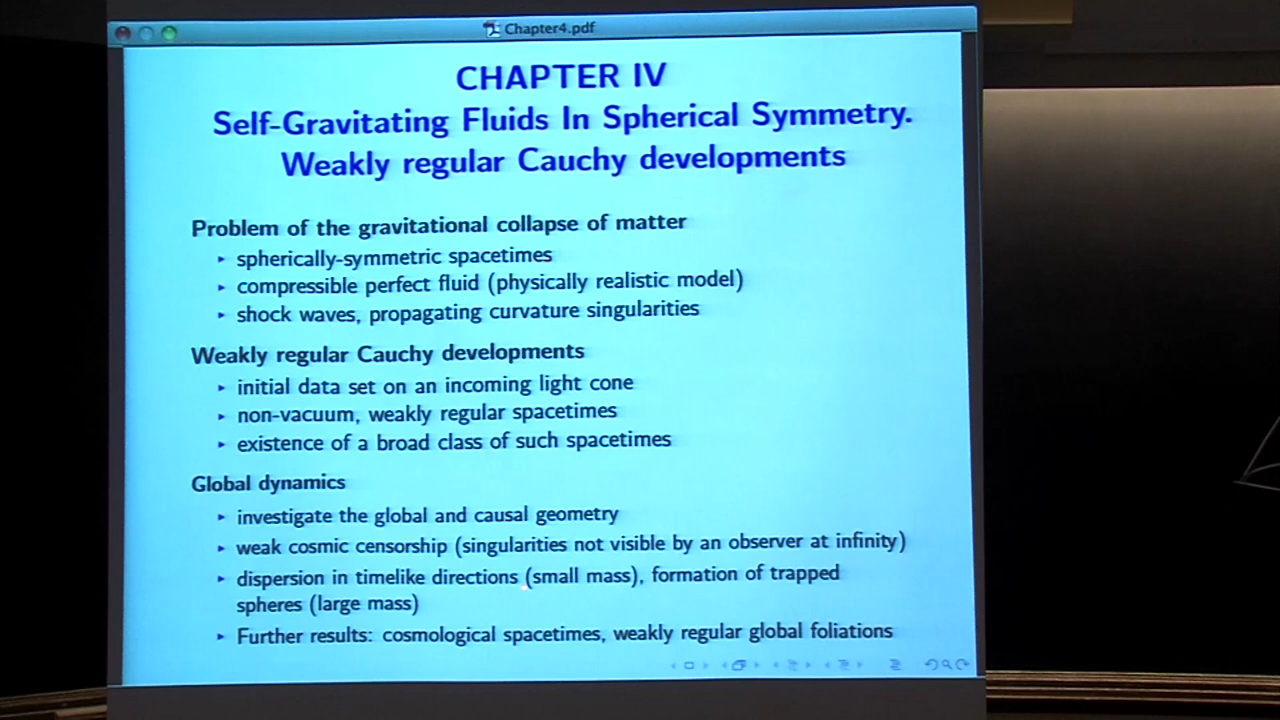 Chapter4.pdf
CHAPTER IV
Self-Gravitating Fluids In Spherical Symmetry.
Weakly regular Cauchy developments
Problem of the gravitational collapse of matter
▸ spherically-symmetric spacetimes
▸ compressible perfect fluid (physically realistic model)
▸ shock waves, propagating curvature singularities
Weakly regular Cauchy developments
▸ initial data set on an incoming light cone
▸ non-vacuum, weakly regular spacetimes
▸ existence of a broad class of such spacetimes
Global dynamics
▸ investigate the global and causal geometry
▸ weak cosmic censorship (singularities not visible by an observer at infinity)
▸ dispersion in timelike directions (small mass), formation of trapped
spheres (large mass)
▸ Further results: cosmological spacetimes, weakly regular global foliations